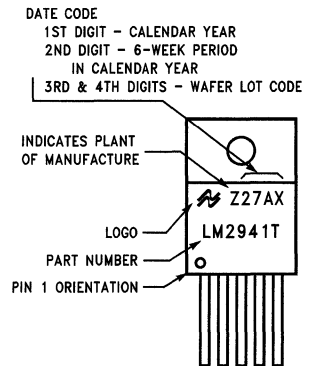 DATE CODE
1ST DIGIT - CALENDAR YEAR
2ND DIGIT - 6-WEEK PERIOD
IN CALENDAR YEAR
3RD & 4TH DIGITS - WAFER LOT CODE
INDICATES PLANT
OF MANUFACTURE
Z27AX
LOGO
LM2941T
PART NUMBER
PIN 1 ORIENTATION